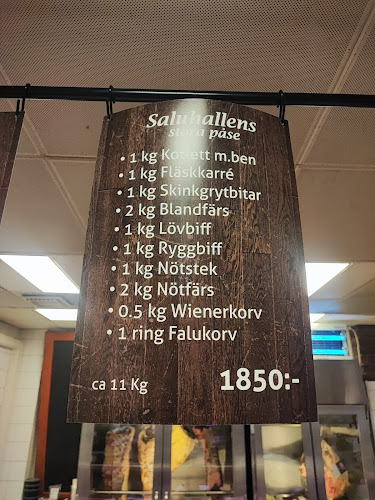 Saluhallens
stora påse
• 1 kg Kotlett m.ben
• 1 kg Fläskkarré
• 1 kg Skinkgrytbitar
• 2 kg Blandfärs
• 1 kg Lövbiff
• 1 kg Ryggbiff
• 1 kg Nötstek
• 2 kg Nötfärs
• 0.5 kg Wienerkorv
• 1 ring Falukorv
ca 11 Kg 1850:-